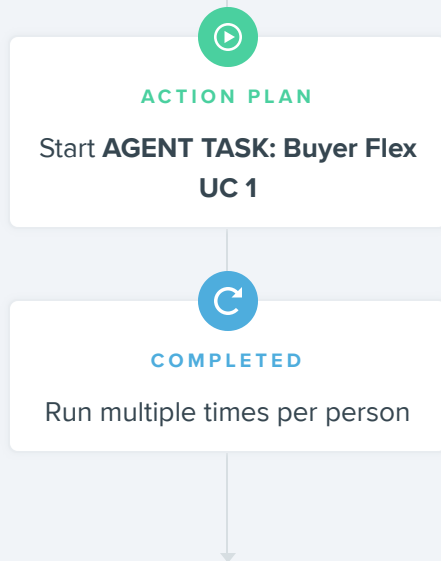 ACTION PLAN
Start AGENT TASK: Buyer Flex
UC 1
COMPLETED
Run multiple times per person